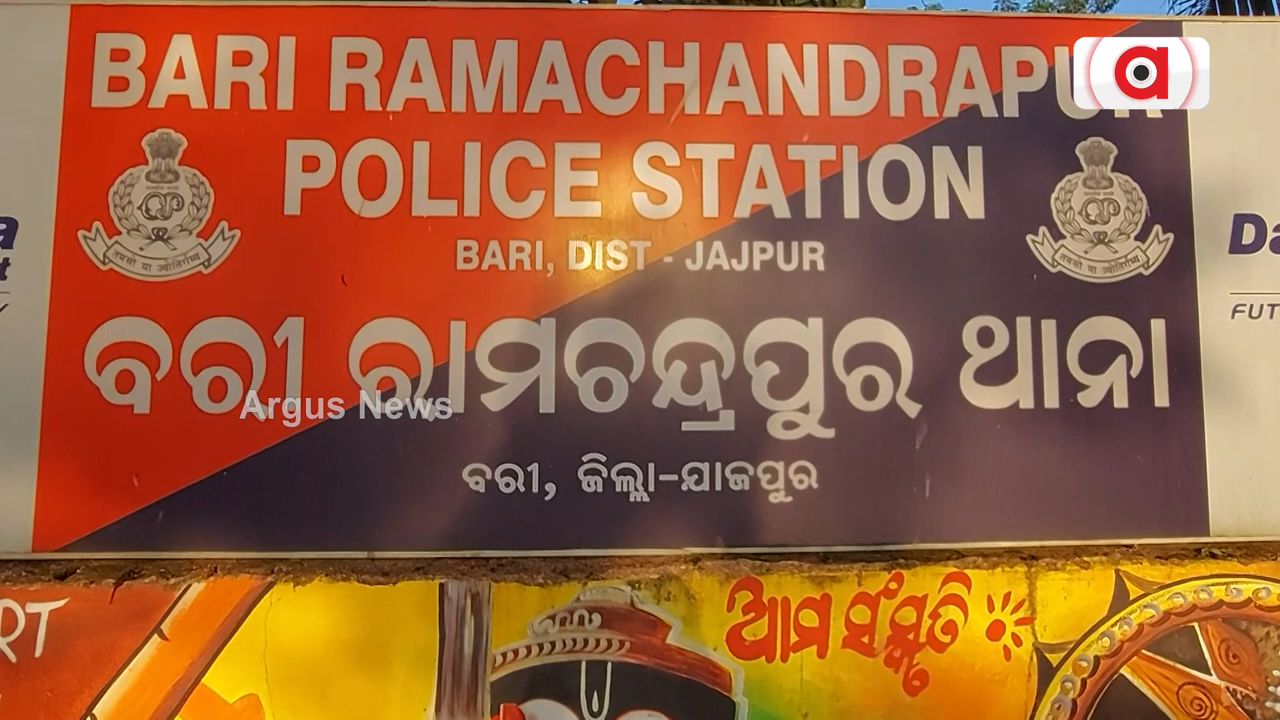 BARI RAMACHANDRAPUR
POLICE STATION
BARI, DIST - JAJPUR
ବରୀ ରାମଚନ୍ଦ୍ରପୁର ଥାନା
Argus News
ବରୀ, ଜିଲ୍ଲା-ଯାଜପୁର
ଆମ ସଂସ୍କୃତି